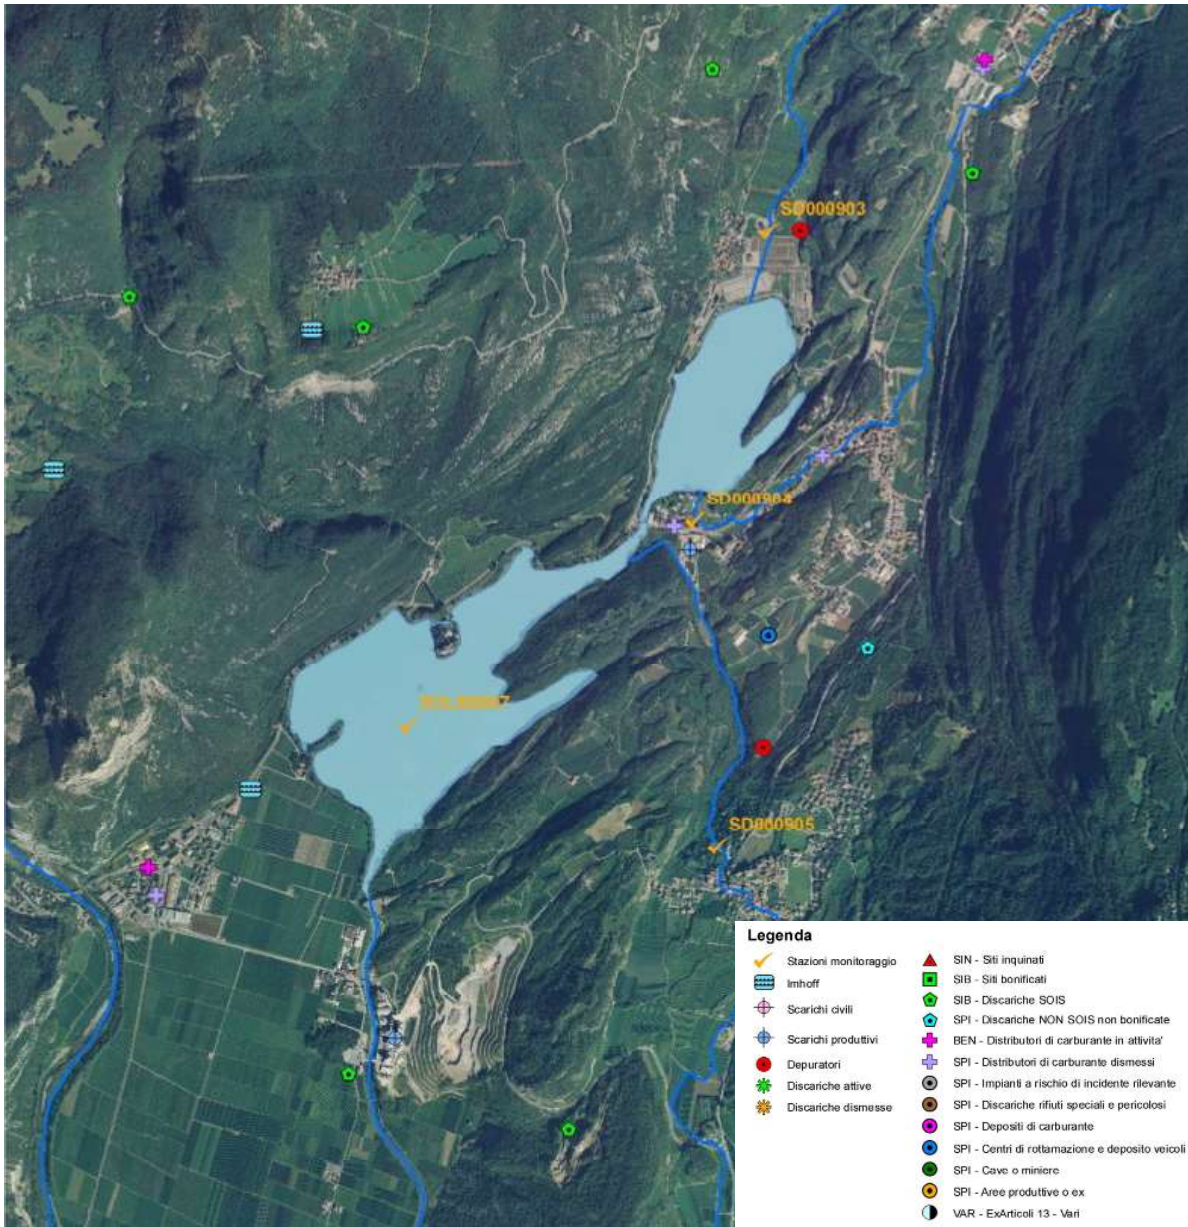 SD000903
SD000904
SD000905
Legenda
Stazioni monitoraggio
Imhoff
Scarichi civili
Scarichi produttivi
Depuratori
Discariche attive
Discariche dismesse
SIN - Siti inquinati
SIB - Siti bonificati
SIB - Discariche SOIS
SPI - Discariche NON SOIS non bonificate
BEN - Distributori di carburante in attivita'
SPI - Distributori di carburante dismessi
SPI - Impianti a rischio di incidente rilevante
SPI - Discariche rifiuti speciali e pericolosi
SPI - Depositi di carburante
SPI - Centri di rottamazione e deposito veicoli
SPI - Cave o miniere
SPI - Aree produttive o ex
VAR - ExArticoli 13 - Vari